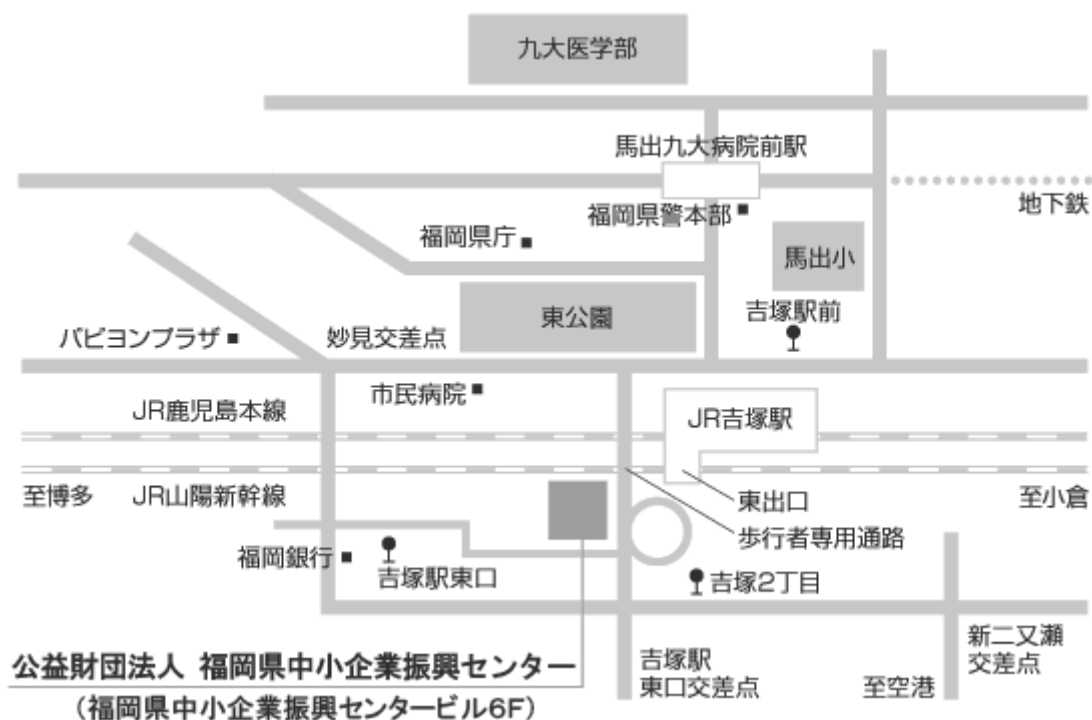 九大医学部
馬出九大病院前駅
地下鉄
福岡県警本部
福岡県庁
馬出小
吉塚駅前
東公園
パピヨンプラザ
妙見交差点
市民病院
JR鹿児島本線
JR吉塚駅
至博多
JR山陽新幹線
東出口
至小倉
歩行者専用通路
福岡銀行
吉塚駅東口
吉塚2丁目
公益財団法人 福岡県中小企業振興センター
(福岡県中小企業振興センタービル6F)
吉塚駅
東口交差点
至空港
新二又瀬
交差点